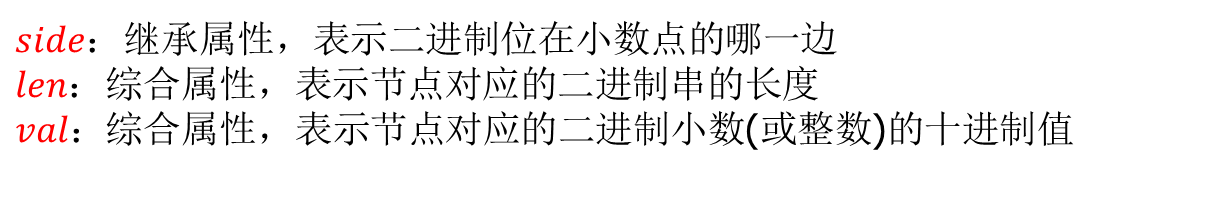 side：继承属性，表示二进制位在小数点的哪一边
len：综合属性，表示节点对应的二进制串的长度
val：综合属性，表示节点对应的二进制小数(或整数)的十进制值